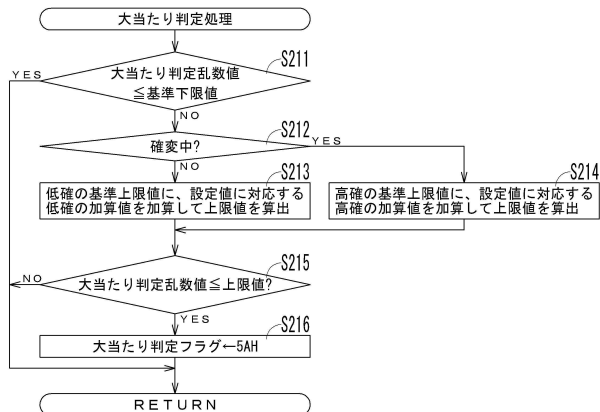 大当たり判定処理
S211
YES
大当たり判定乱数値
≦基準下限値
NO
S212
確変中?
YES
NO
S213
低確の基準上限値に、設定値に対応する
低確の加算値を加算して上限値を算出
S214
高確の基準上限値に、設定値に対応する
高確の加算値を加算して上限値を算出
S215
NO
大当たり判定乱数値≦上限値?
YES
S216
大当たり判定フラグ←5AH
RETURN